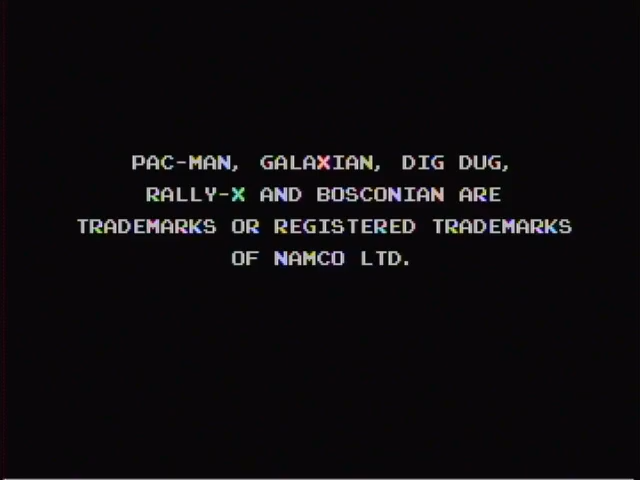 PAC-MAN, GALAXIAN, DIG DUG,
RALLY-X AND BOSCONIAN ARE
TRADEMARKS OR REGISTERED TRADEMARKS
OF NAMCO LTD.